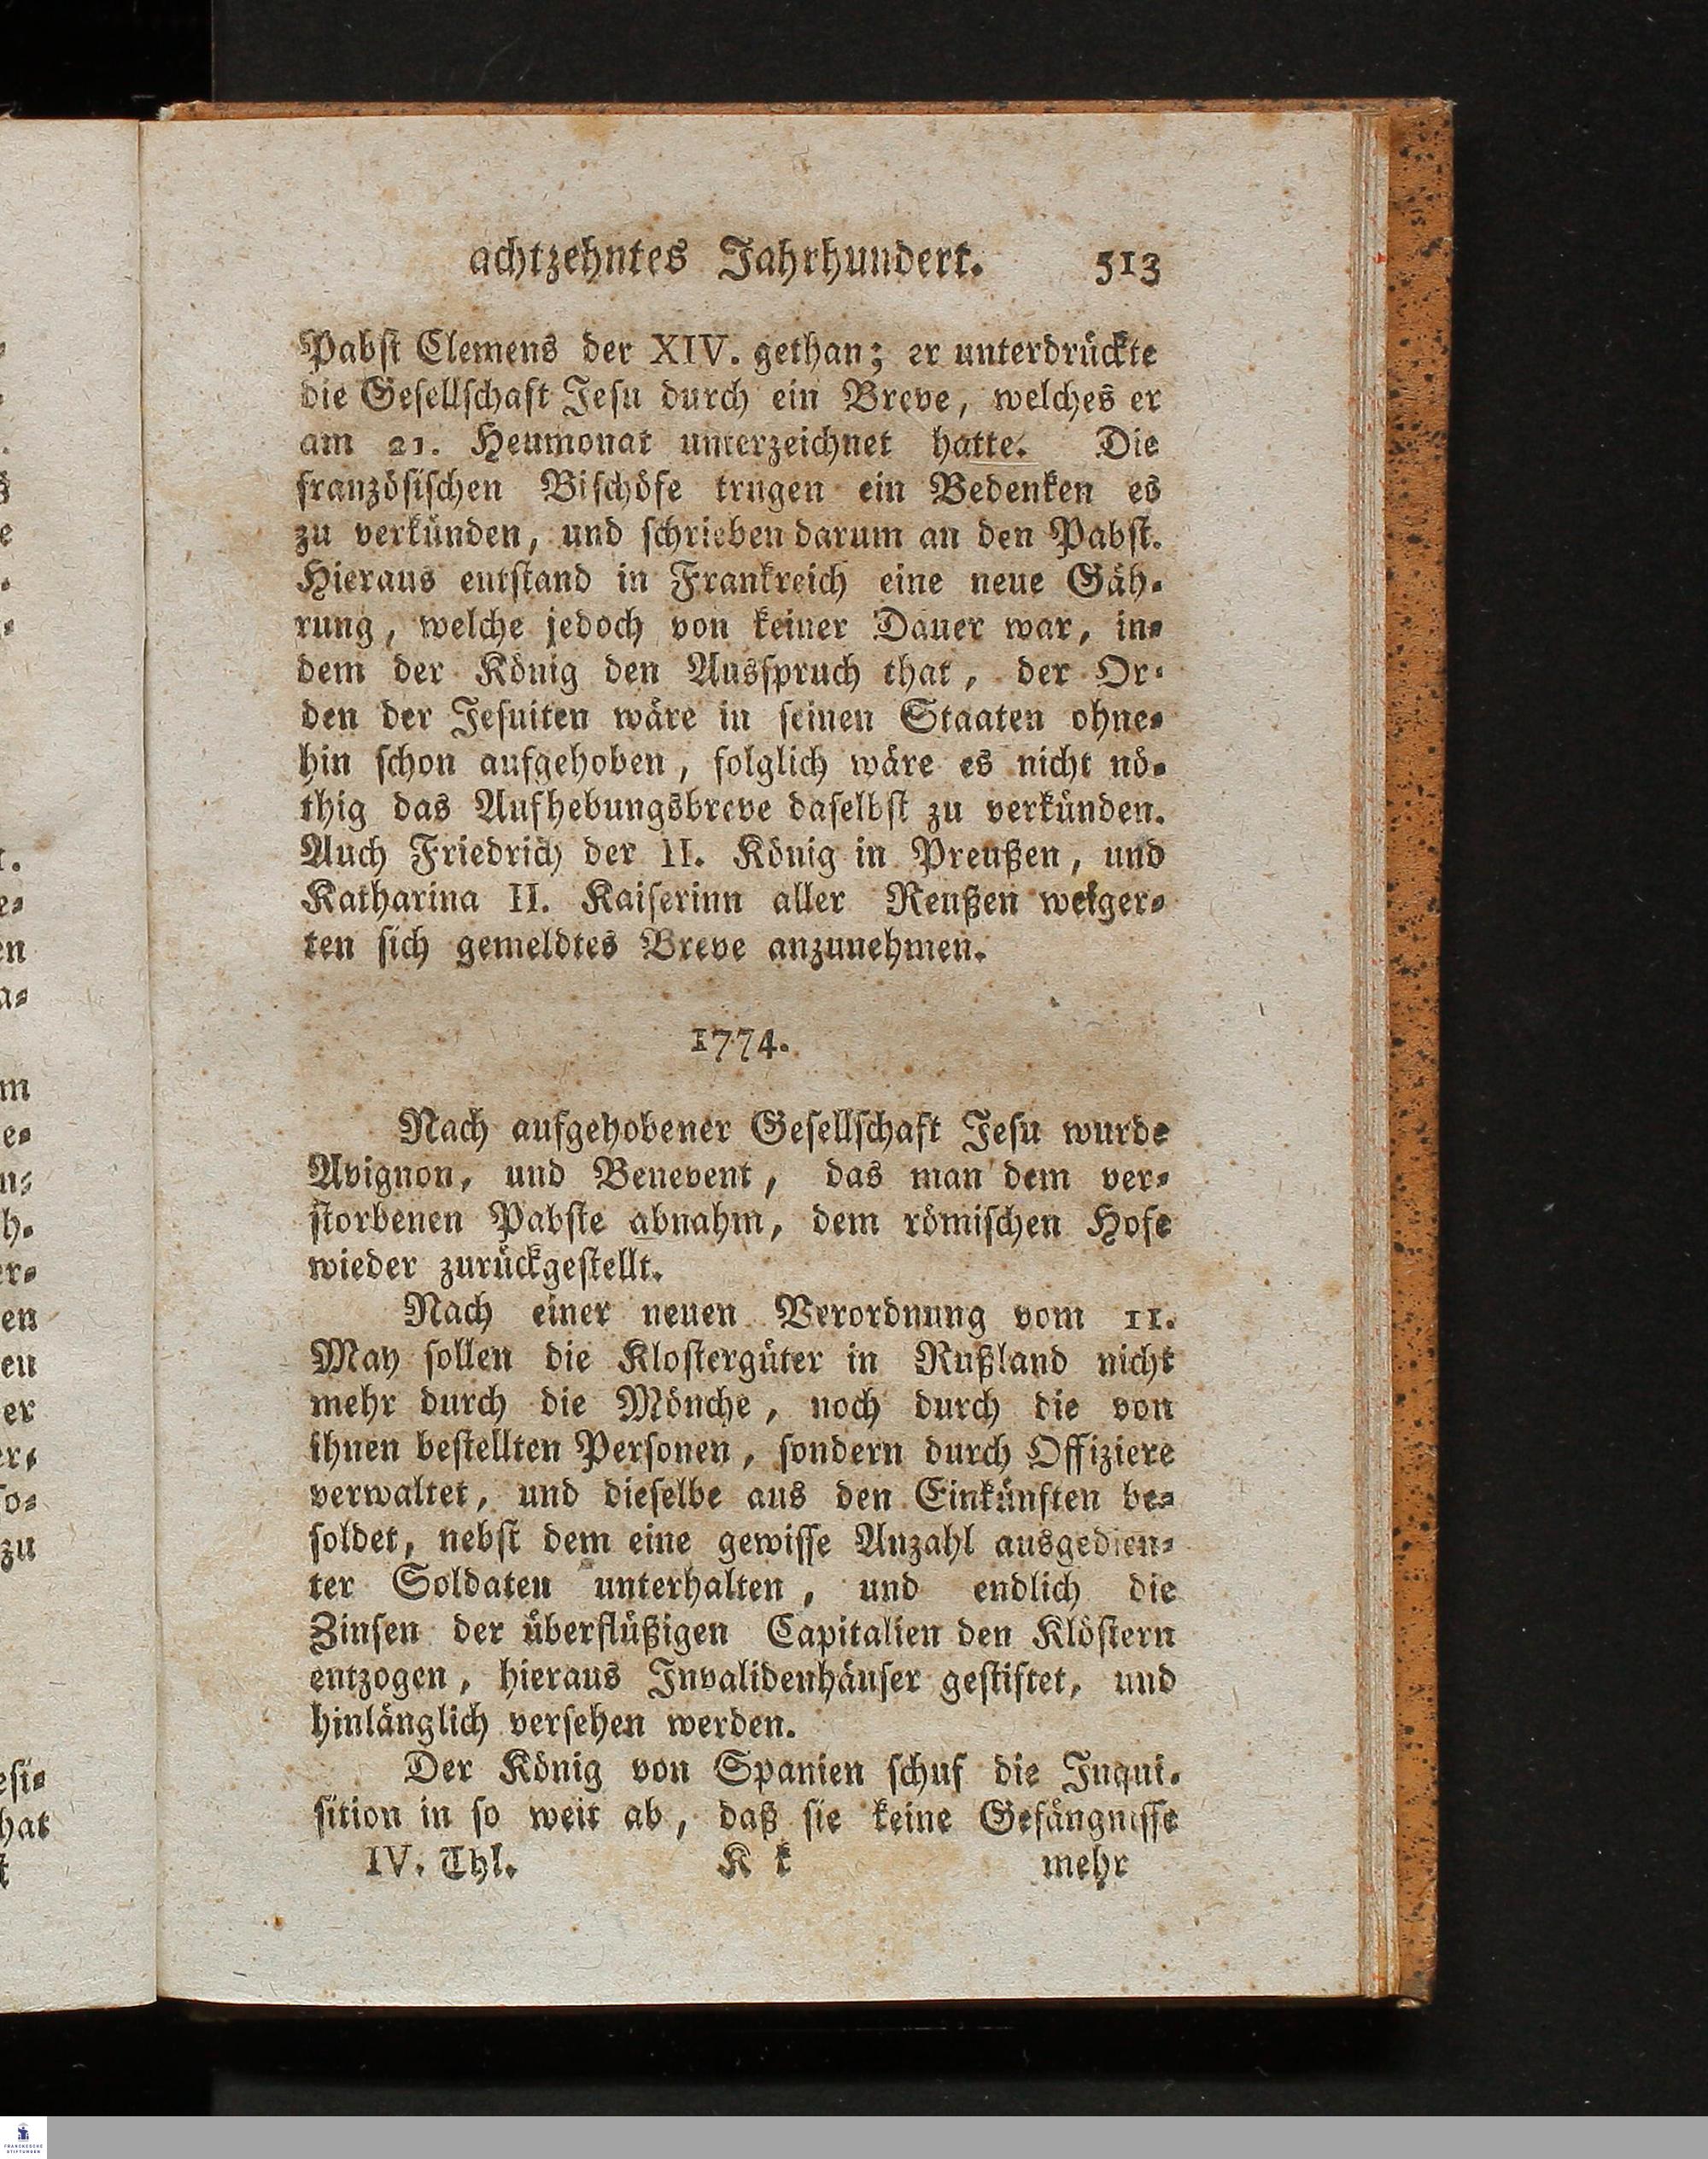 achtzehntes Jahrhundert. 513
Pabst Clemens der XIV. gethan; er unterdrückte
die Gesellschaft Jesu durch ein Breve, welches er
am 21. Heumonat unterzeichnet hatte. Die
französischen Bischöfe trugen ein Bedenken es
zu verkünden, und schrieben darum an den Pabst.
Hieraus entstand in Frankreich eine neue Gäh-
rung, welche jedoch von keiner Dauer war, in-
dem der König den Ausspruch that, der Or-
den der Jesuiten wäre in seinen Staaten ohne-
hin schon aufgehoben, folglich wäre es nicht nö-
thig das Aufhebungsbreve daselbst zu verkünden.
Auch Friedrich der II. König in Preußen, und
Katharina II. Kaiserinn aller Reußen weiger-
ten sich gemeldtes Breve anzunehmen.
1774.
Nach aufgehobener Gesellschaft Jesu wurde
Avignon, und Benevent, das man dem ver-
storbenen Pabste abnahm, dem römischen Hofe
wieder zurückgestellt.
Nach einer neuen Verordnung vom 11.
May sollen die Klostergüter in Rußland nicht
mehr durch die Mönche, noch durch die von
ihnen bestellten Personen, sondern durch Offiziere
verwaltet, und dieselbe aus den Einkünften be-
soldet, nebst dem eine gewisse Anzahl ausgedien-
ter Soldaten unterhalten, und endlich die
Zinsen der überflüßigen Capitalien den Klöstern
entzogen, hieraus Invalidenhäuser gestiftet, und
hinlänglich versehen werden.
Der König von Spanien schuf die Inqui-
sition in so weit ab, daß sie keine Gefängnisse
IV. Thl. K k mehr
FRANCKESCHE
STIFTUNGEN